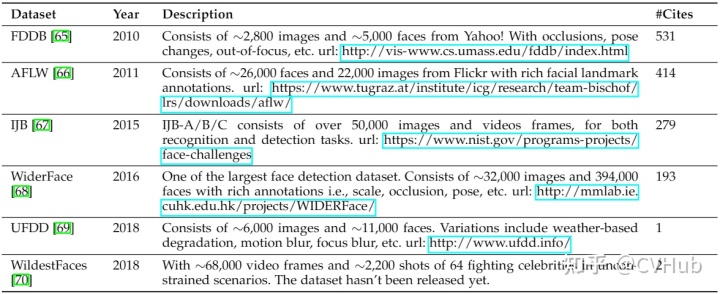 Dataset Year Description #Cites
FDDB [65] 2010 Consists of ∼2,800 images and ∼5,000 faces from Yahoo! With occlusions, pose 531
changes, out-of-focus, etc. url: http://vis-www.cs.umass.edu/fddb/index.html
AFLW [66] 2011 Consists of ∼26,000 faces and 22,000 images from Flickr with rich facial landmark 414
annotations. url: https://www.tugraz.at/institute/icg/research/team-bischof/
lrs/downloads/aflw/
IJB [67] 2015 IJB-A/B/C consists of over 50,000 images and videos frames, for both 279
recognition and detection tasks. url: https://www.nist.gov/programs-projects/
face-challenges
WiderFace 2016 One of the largest face detection dataset. Consists of ∼32,000 images and 394,000 193
[68] faces with rich annotations i.e., scale, occlusion, pose, etc. url: http://mmlab.ie.
cuhk.edu.hk/projects/WIDERFace/
UFDD [69] 2018 Consists of ∼6,000 images and ∼11,000 faces. Variations include weather-based 1
degradation, motion blur, focus blur, etc. url: http://www.ufdd.info/
WildestFaces 2018 With ∼68,000 video frames and ∼2,200 shots of 64 fighting celebrities in uncon- 2
[70] strained scenarios. The dataset hasn't been released yet.
知乎 @CVHub